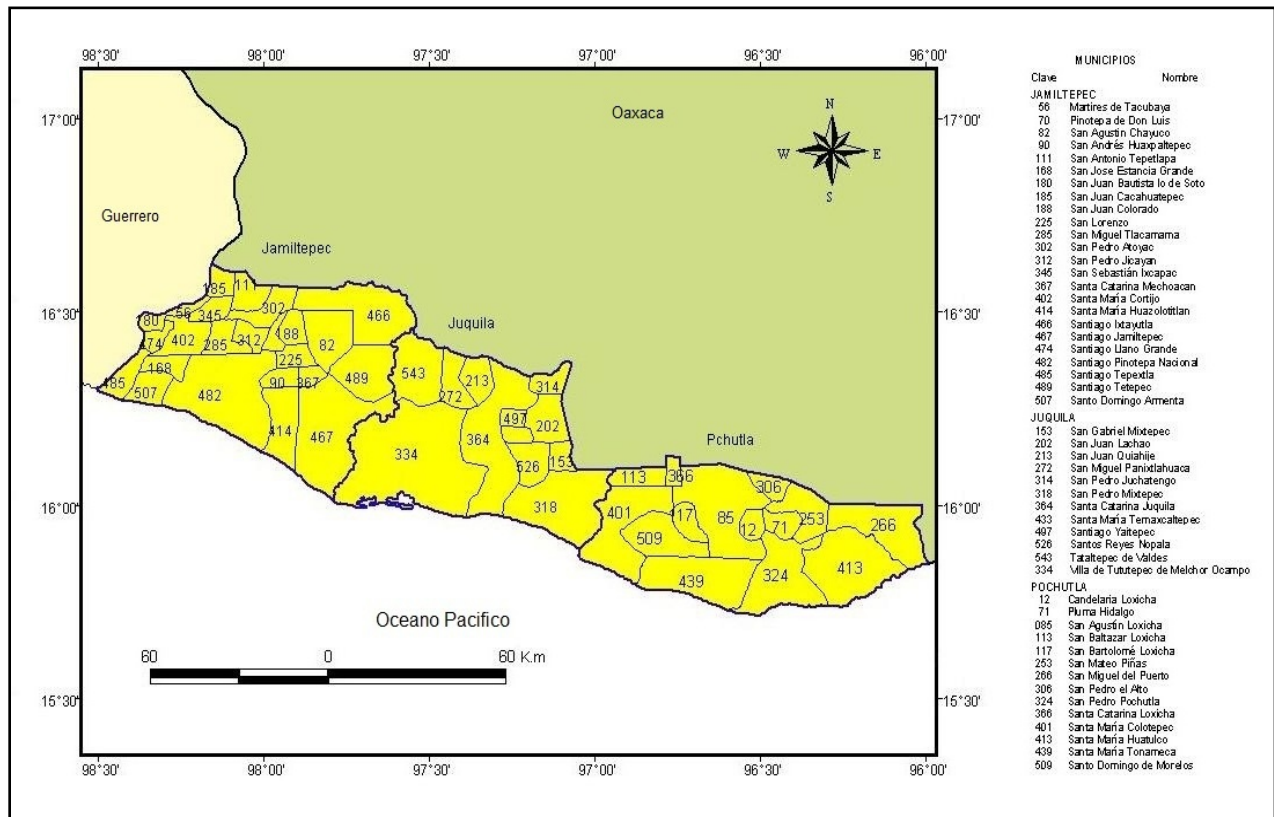 98°30'
98°00'
97°30'
97°00'
96°30'
96°00'
17°00'
17°00'
Oaxaca
N
W
E
S
Guerrero
Jamiltepec
16°30'
16°30'
185
11
466
302
56
345
80
Juquila
402
188
474
285
312
82
225
168
543
213
485
90
367
489
272
314
507
482
497
202
414
467
364
Pchutla
334
526
153
113
366
306
16°00'
16°00'
318
401
17
85
12
71
253
266
509
439
324
413
Oceano Pacifico
60
0
60 K.m
15°30'
15°30'
98°30'
98°00'
97°30'
97°00'
96°30'
96°00'
MUNICIPIOS
Clave Nombre
JAMILTEPEC
56 Martires de Tacubaya
70 Pinotepa de Don Luis
82 San Agustin Chayuco
90 San Andrés Huaxpaltepec
111 San Antonio Tepetlapa
168 San Jose Estancia Grande
180 San Juan Bautista lo de Soto
185 San Juan Cacahuatepec
188 San Juan Colorado
225 San Lorenzo
285 San Miguel Tlacamama
302 San Pedro Atoyac
312 San Pedro Jicayan
345 San Sebastián Ixcapac
367 Santa Catarina Mechoacan
402 Santa María Cortijo
414 Santa María Huazolotitlan
466 Santiago Ixtayutla
467 Santiago Jamiltepec
474 Santiago Llano Grande
482 Santiago Pinotepa Nacional
485 Santiago Tepextla
489 Santiago Tetepec
507 Santo Domingo Armenta
JUQUILA
153 San Gabriel Mixtepec
202 San Juan Lachao
213 San Juan Quiahije
272 San Miguel Panixtlahuaca
314 San Pedro Juchatengo
318 San Pedro Mixtepec
364 Santa Catarina Juquila
433 Santa María Temaxcaltepec
497 Santiago Yaitepec
526 Santos Reyes Nopala
543 Tataltepec de Valdes
334 Villa de Tututepec de Melchor Ocampo
POCHUTLA
12 Candelaria Loxicha
71 Pluma Hidalgo
085 San Agustin Loxicha
113 San Baltazar Loxicha
117 San Bartolomé Loxicha
253 San Mateo Piñas
266 San Miguel del Puerto
306 San Pedro el Alto
324 San Pedro Pochutla
366 Santa Catarina Loxicha
401 Santa María Colotepec
413 Santa María Huatulco
439 Santa María Tonameca
509 Santo Domingo de Morelos